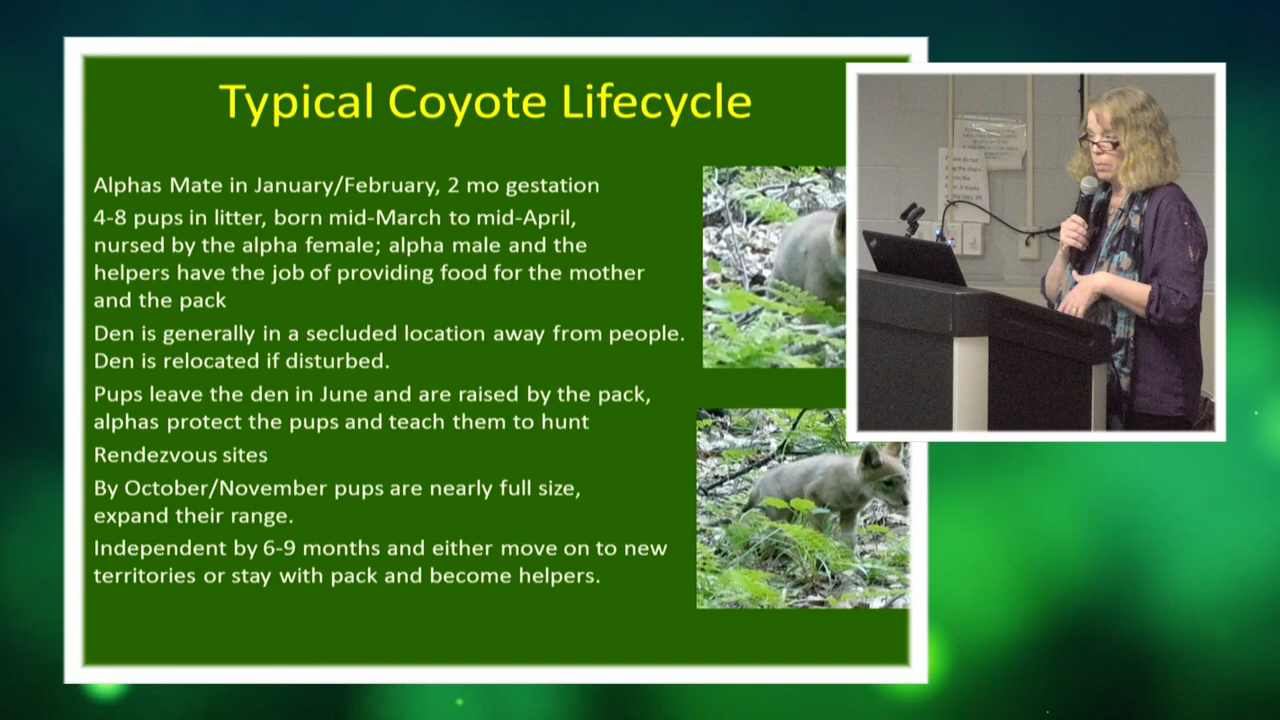 Typical Coyote Lifecycle
Alphas Mate in January/February, 2 mo gestation
4-8 pups in litter, born mid-March to mid-April,
nursed by the alpha female; alpha male and the
helpers have the job of providing food for the mother
and the pack
Den is generally in a secluded location away from people.
Den is relocated if disturbed.
Pups leave the den in June and are raised by the pack,
alphas protect the pups and teach them to hunt
Rendezvous sites
By October/November pups are nearly full size,
expand their range.
Independent by 6-9 months and either move on to new
territories or stay with pack and become helpers.